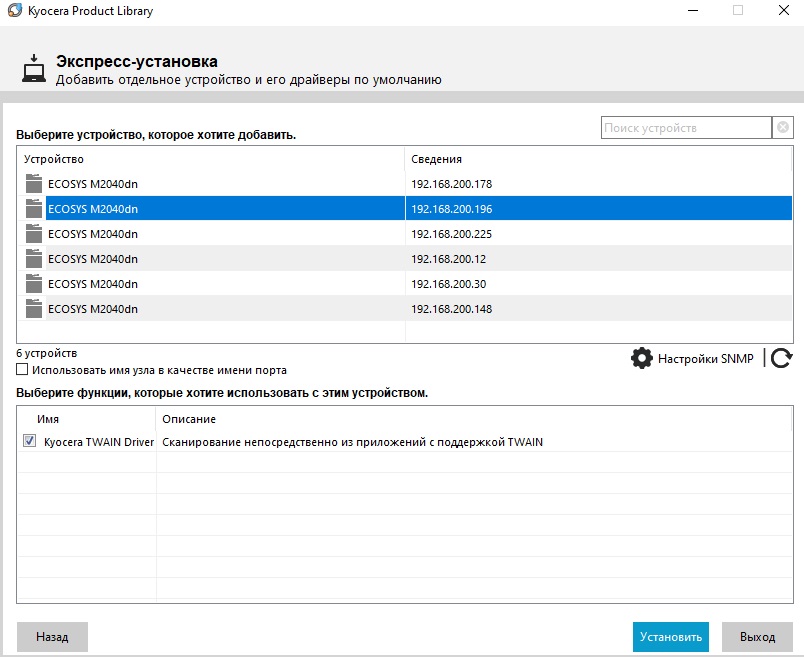 Kyocera Product Library
Экспресс-установка
Добавить отдельное устройство и его драйверы по умолчанию
Поиск устройств
Выберите устройство, которое хотите добавить.
Устройство Сведения
ECOSYS M2040dn 192.168.200.178
ECOSYS M2040dn 192.168.200.196
ECOSYS M2040dn 192.168.200.225
ECOSYS M2040dn 192.168.200.12
ECOSYS M2040dn 192.168.200.30
ECOSYS M2040dn 192.168.200.148
6 устройств
Использовать имя узла в качестве имени порта
Настройки SNMP
Выберите функции, которые хотите использовать с этим устройством.
Имя Описание
Kyocera TWAIN Driver Сканирование непосредственно из приложений с поддержкой TWAIN
Назад Установить Выход